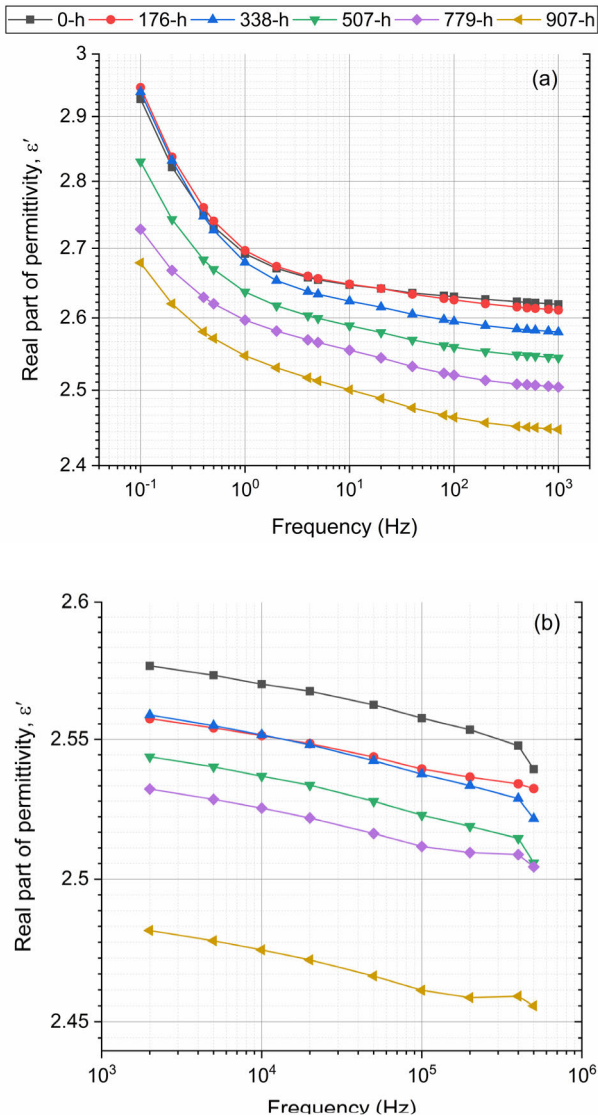 0-h 176-h 338-h 507-h 779-h 907-h
(a)
Real part of permittivity, ε′
3
2.9
2.8
2.7
2.6
2.5
2.4
10⁻¹ 10⁰ 10¹ 10² 10³
Frequency (Hz)
(b)
Real part of permittivity, ε′
2.6
2.55
2.5
2.45
10³ 10⁴ 10⁵ 10⁶
Frequency (Hz)